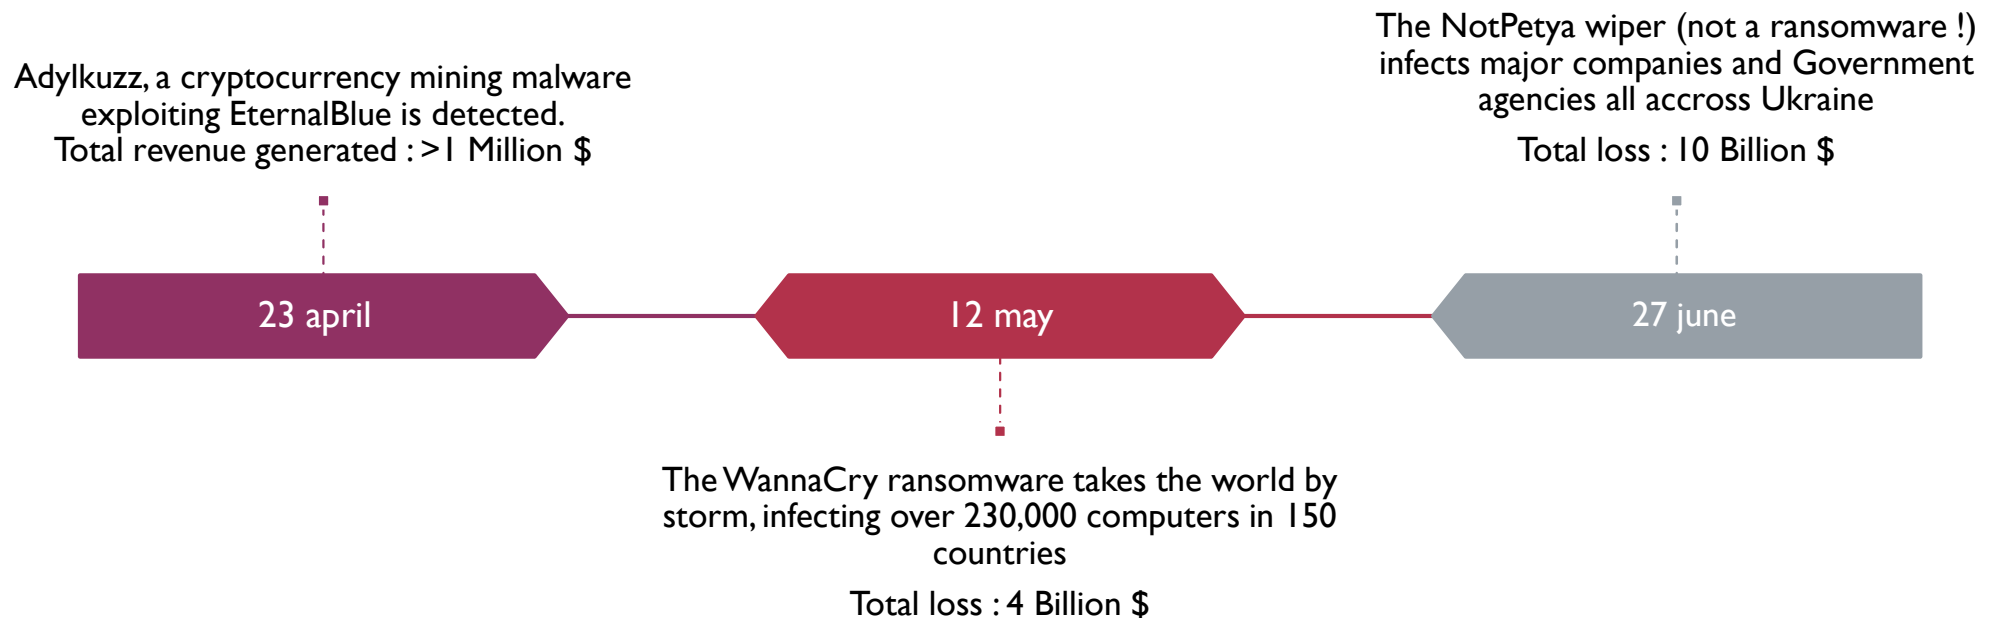 Adylkuzz, a cryptocurrency mining malware
exploiting EternalBlue is detected.
Total revenue generated : >1 Million $
The NotPetya wiper (not a ransomware !)
infects major companies and Government
agencies all accross Ukraine
Total loss : 10 Billion $
23 april
12 may
27 june
The WannaCry ransomware takes the world by
storm, infecting over 230,000 computers in 150
countries
Total loss : 4 Billion $